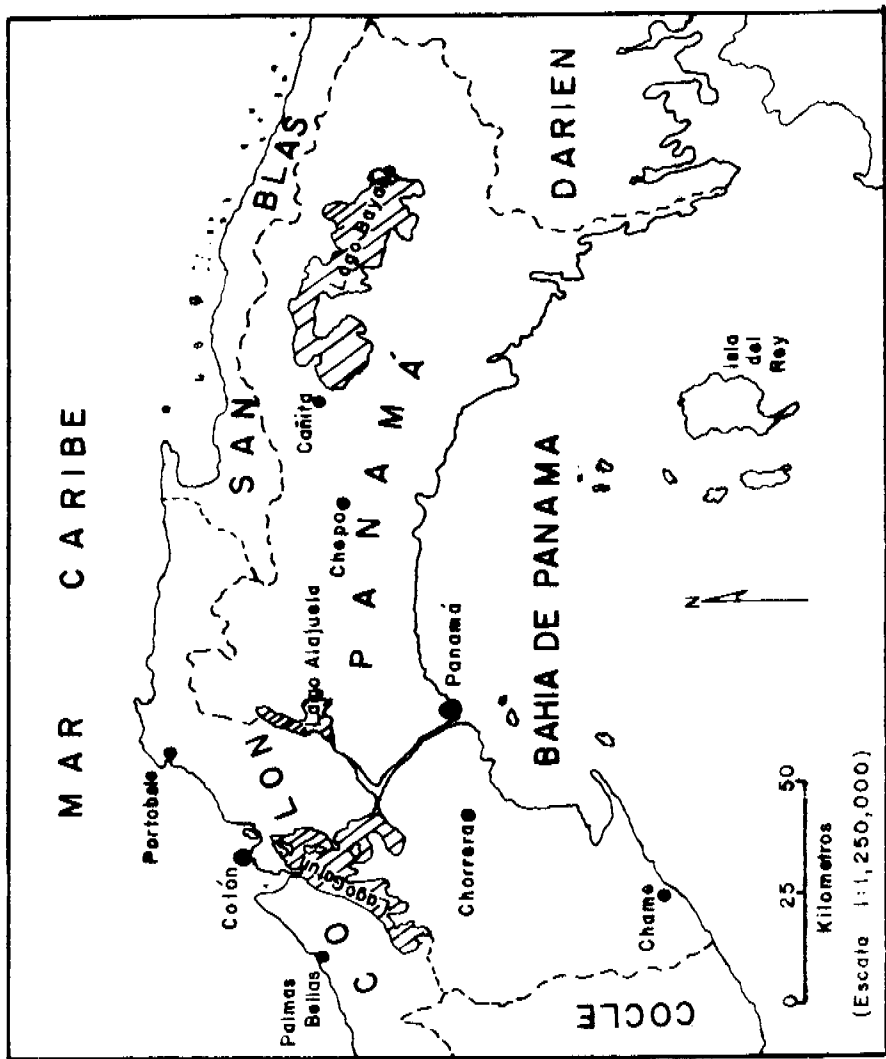 MAR CARIBE
SAN BLAS
Portobelo
Colón
Palmas
Bellas
COLON
Lago Gatun
Lago Alajuela
Chepo
Cañita
Lago Bayano
PANAMÁ
DARIEN
Panamá
Chorrera
Chame
COCLE
BAHIA DE PANAMA
Isla
del
Rey
N
0 25 50
Kilometros
(Escala 1:1,250,000)